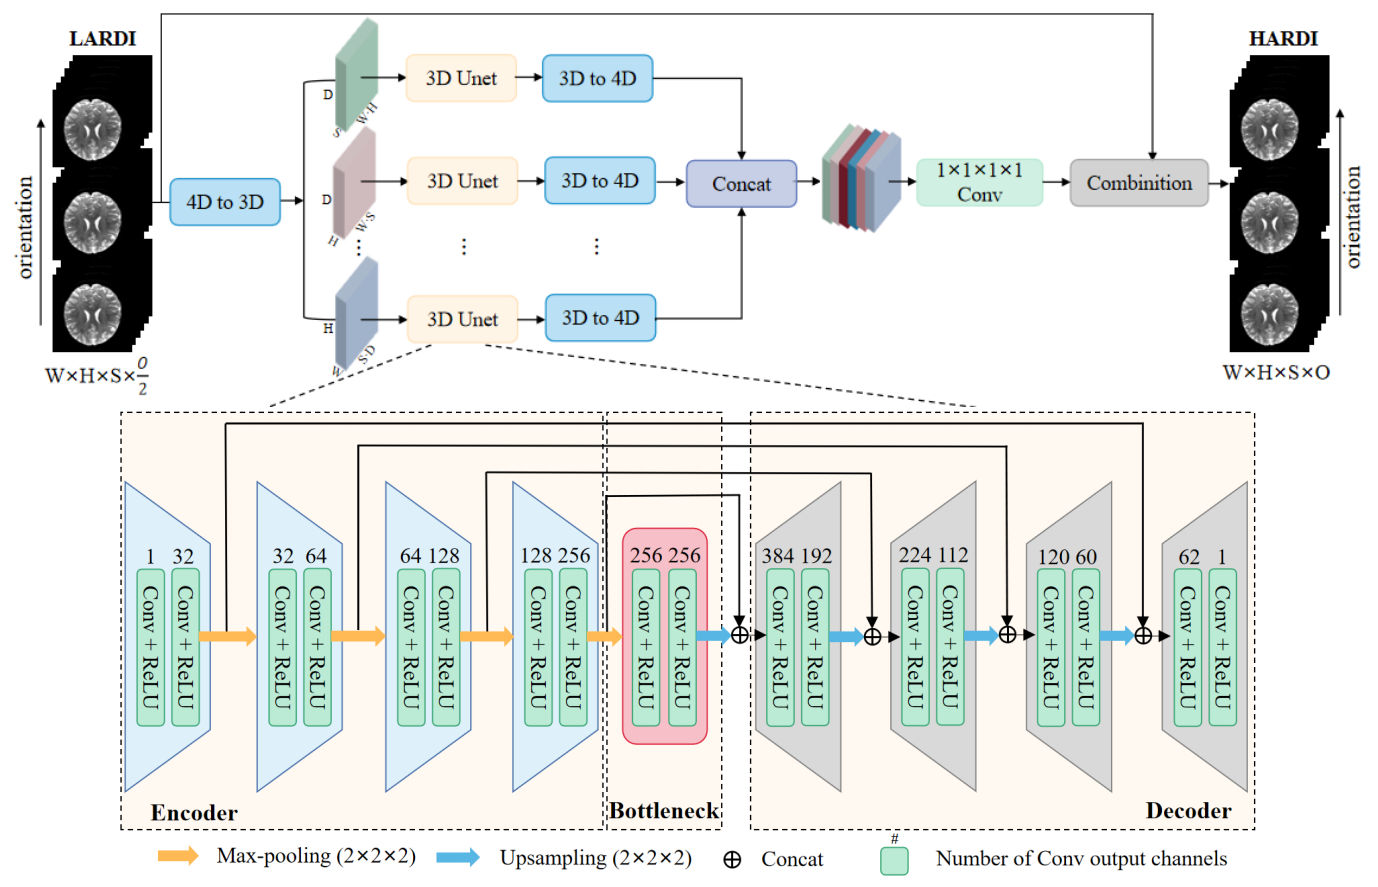 LARDI
HARDI
orientation
W×H×S×O/2
4D to 3D
D
S
W·H
3D Unet
3D to 4D
D
H
W·S
3D Unet
3D to 4D
⋮
⋮
⋮
H
W
S·D
3D Unet
3D to 4D
Concat
1×1×1×1
Conv
Combinition
orientation
W×H×S×O
1 32
Conv + ReLU
Conv + ReLU
32 64
Conv + ReLU
Conv + ReLU
64 128
Conv + ReLU
Conv + ReLU
128 256
Conv + ReLU
Conv + ReLU
256 256
Conv + ReLU
Conv + ReLU
384 192
Conv + ReLU
Conv + ReLU
224 112
Conv + ReLU
Conv + ReLU
120 60
Conv + ReLU
Conv + ReLU
62 1
Conv + ReLU
Conv + ReLU
Encoder
Bottleneck
Decoder
Max-pooling (2×2×2)
Upsampling (2×2×2)
Concat
#
Number of Conv output channels